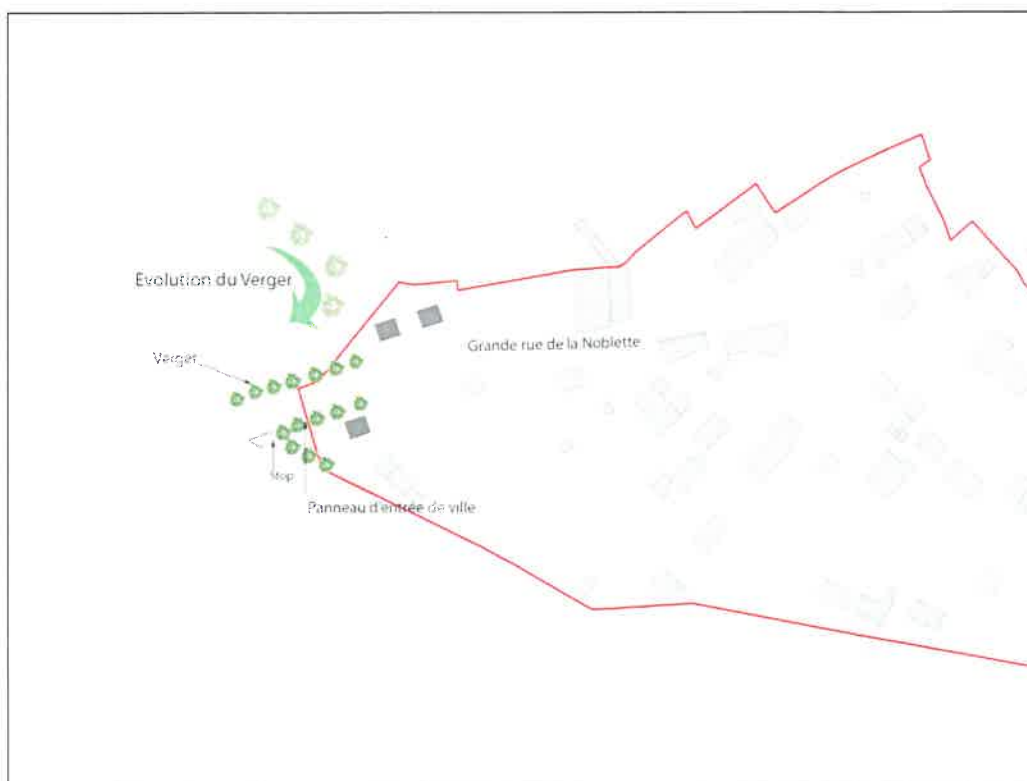 Evolution du Verger
Verger
Grande rue de la Noblette
Stop
Panneau d'entrée de ville